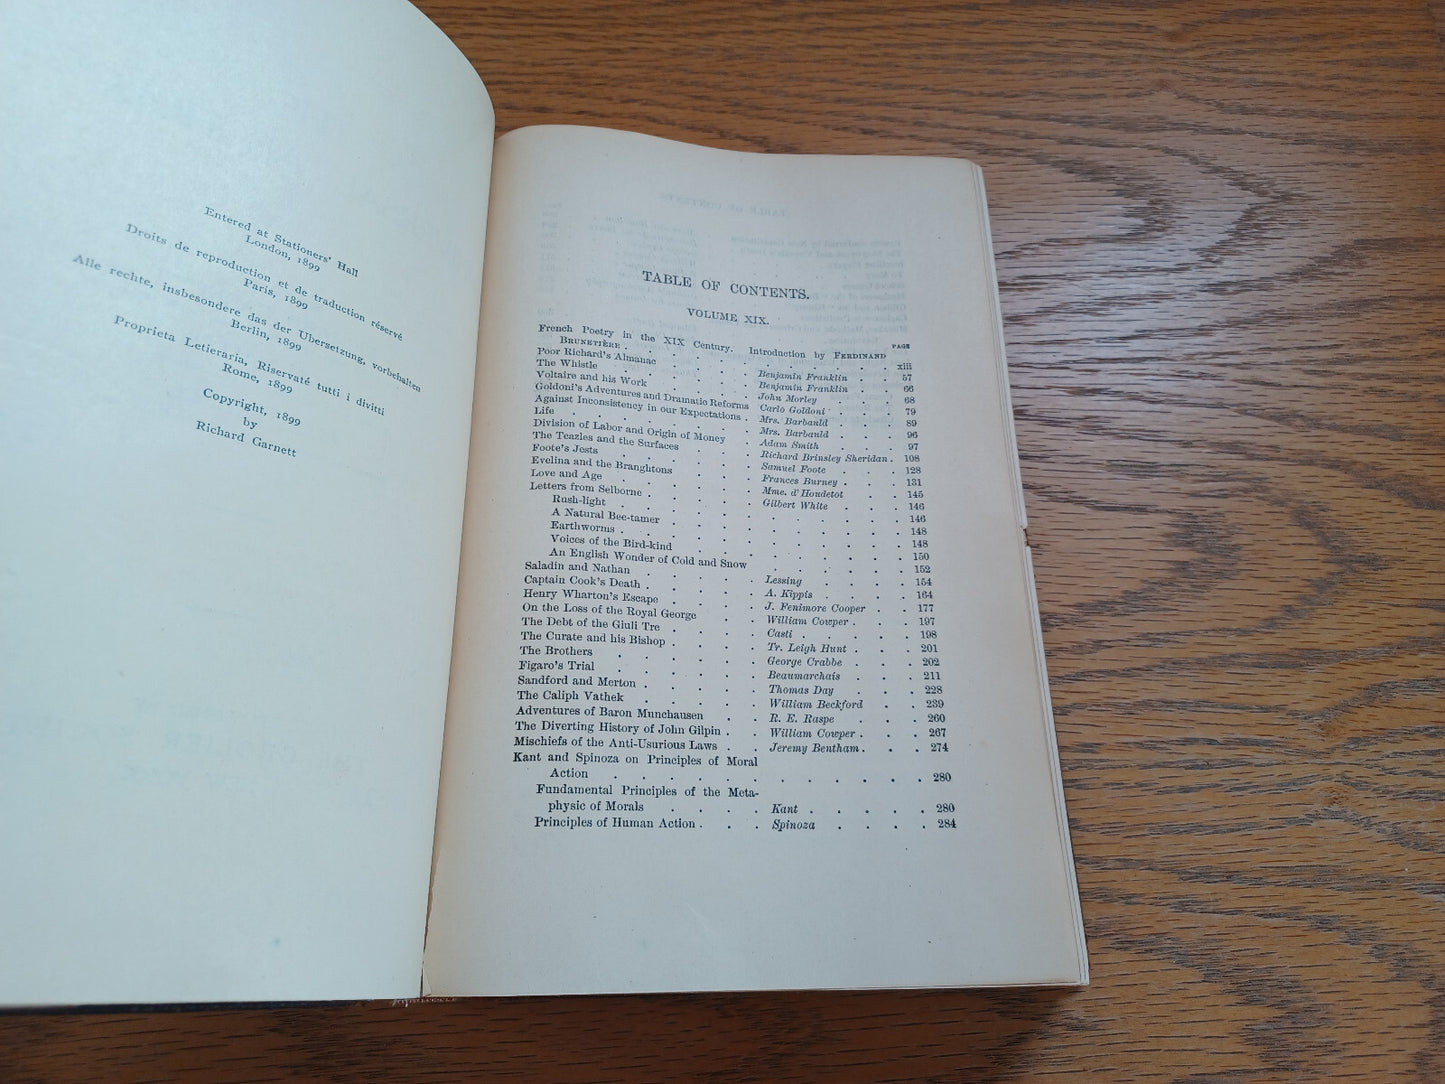 Entered at Stationers' Hall
London, 1899
Droits de reproduction et de traduction réservé
Paris, 1899
Alle rechte, insbesondere das der Ubersetzung, vorbehalten
Berlin, 1899
Proprieta Letieraria, Riservaté tutti i divitti
Rome, 1899
Copyright, 1899
by
Richard Garnett
TABLE OF CONTENTS.
VOLUME XIX.
PAGE
French Poetry in the XIX Century. Introduction by FERDINAND
BRUNETIÈRE . . . . . . . . . . . xiii
Poor Richard's Almanac . . . Benjamin Franklin . . 57
The Whistle . . . . . Benjamin Franklin . . 66
Voltaire and his Work . . . . John Morley . . . 68
Goldoni's Adventures and Dramatic Reforms Carlo Goldoni . . . 79
Against Inconsistency in our Expectations . Mrs. Barbauld . . . 89
Life . . . . . . . Mrs. Barbauld . . . 96
Division of Labor and Origin of Money . Adam Smith . . . 97
The Teazles and the Surfaces . . . Richard Brinsley Sheridan . 108
Foote's Jests . . . . . Samuel Foote . . . 128
Evelina and the Branghtons . . . Frances Burney . . . 131
Love and Age . . . . . Mme. d'Houdetot . . 145
Letters from Selborne . . . . Gilbert White . . . 146
Rush-light . . . . . . . . . . 146
A Natural Bee-tamer . . . . . . . . 148
Earthworms . . . . . . . . . . 148
Voices of the Bird-kind . . . . . . . . 150
An English Wonder of Cold and Snow . . . . . 152
Saladin and Nathan . . . . Lessing . . . . 154
Captain Cook's Death . . . . A. Kippis . . . . 164
Henry Wharton's Escape . . . J. Fenimore Cooper . . 177
On the Loss of the Royal George . . William Cowper . . . 197
The Debt of the Giuli Tre . . . Casti . . . . . 198
The Curate and his Bishop . . . Tr. Leigh Hunt . . . 201
The Brothers . . . . . George Crabbe . . . 202
Figaro's Trial . . . . . Beaumarchais . . . 211
Sandford and Merton . . . . Thomas Day . . . 228
The Caliph Vathek . . . . William Beckford . . 239
Adventures of Baron Munchausen . . R. E. Raspe . . . 260
The Diverting History of John Gilpin . . William Cowper . . . 267
Mischiefs of the Anti-Usurious Laws . . Jeremy Bentham . . . 274
Kant and Spinoza on Principles of Moral
Action . . . . . . . . . . . 280
Fundamental Principles of the Meta-
physic of Morals . . . . Kant . . . . . 280
Principles of Human Action . . . Spinoza . . . . 284